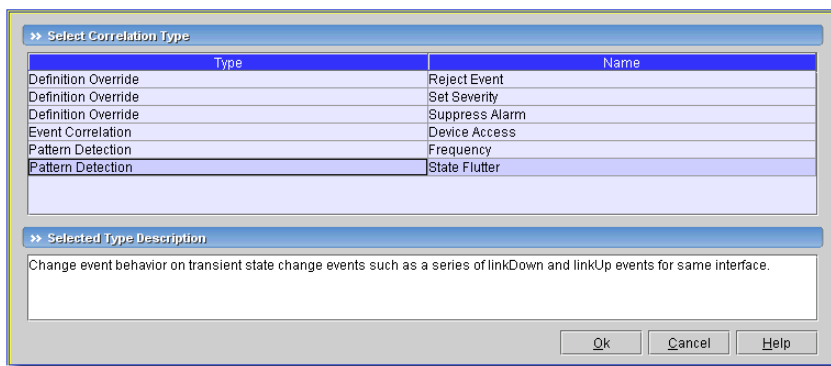 >> Select Correlation Type
Type Name
Definition Override Reject Event
Definition Override Set Severity
Definition Override Suppress Alarm
Event Correlation Device Access
Pattern Detection Frequency
Pattern Detection State Flutter
>> Selected Type Description
Change event behavior on transient state change events such as a series of linkDown and linkUp events for same interface.
Ok Cancel Help